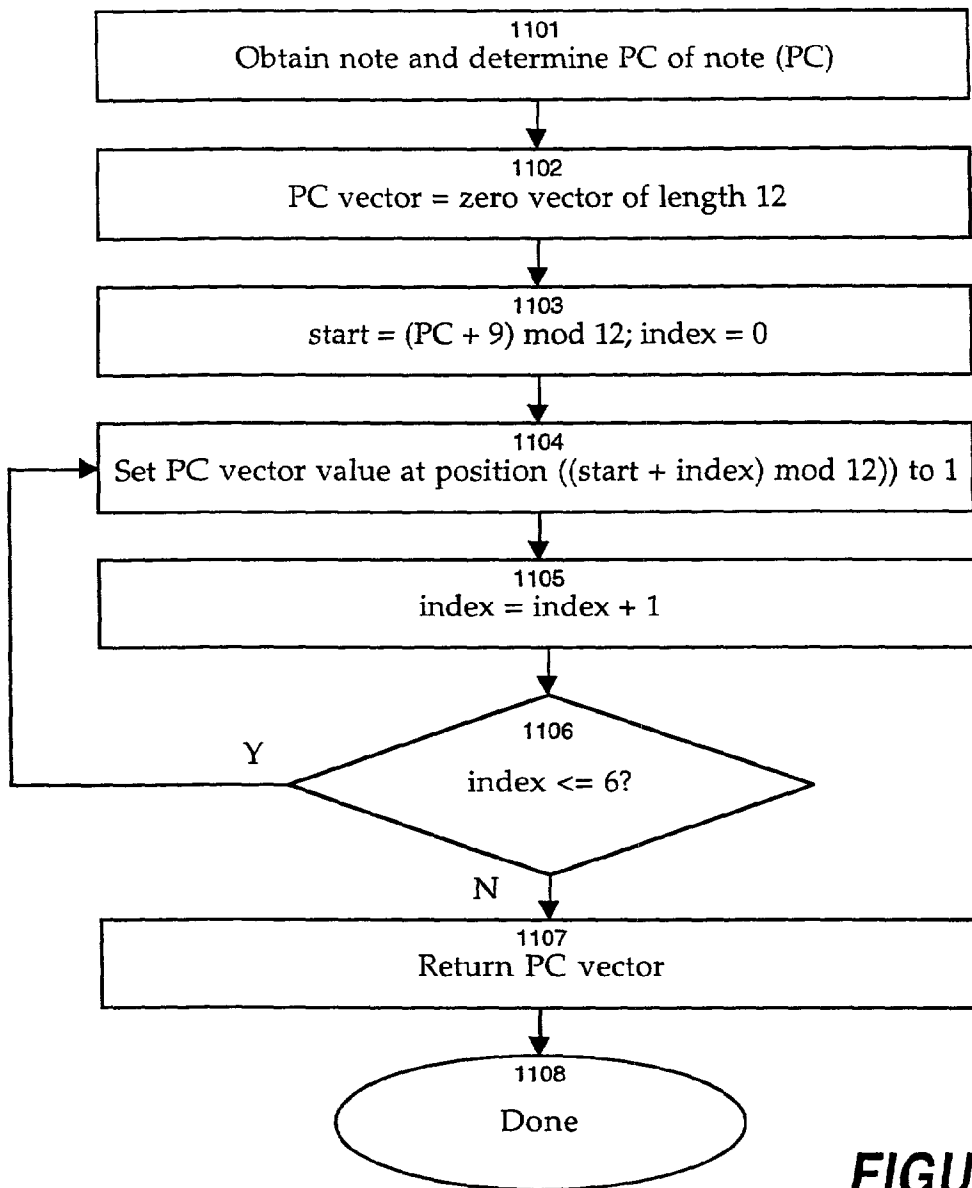 1101
Obtain note and determine PC of note (PC)
1102
PC vector = zero vector of length 12
1103
start = (PC + 9) mod 12; index = 0
1104
Set PC vector value at position ((start + index) mod 12)) to 1
1105
index = index + 1
1106
Y
index <= 6?
N
1107
Return PC vector
1108
Done
FIGU